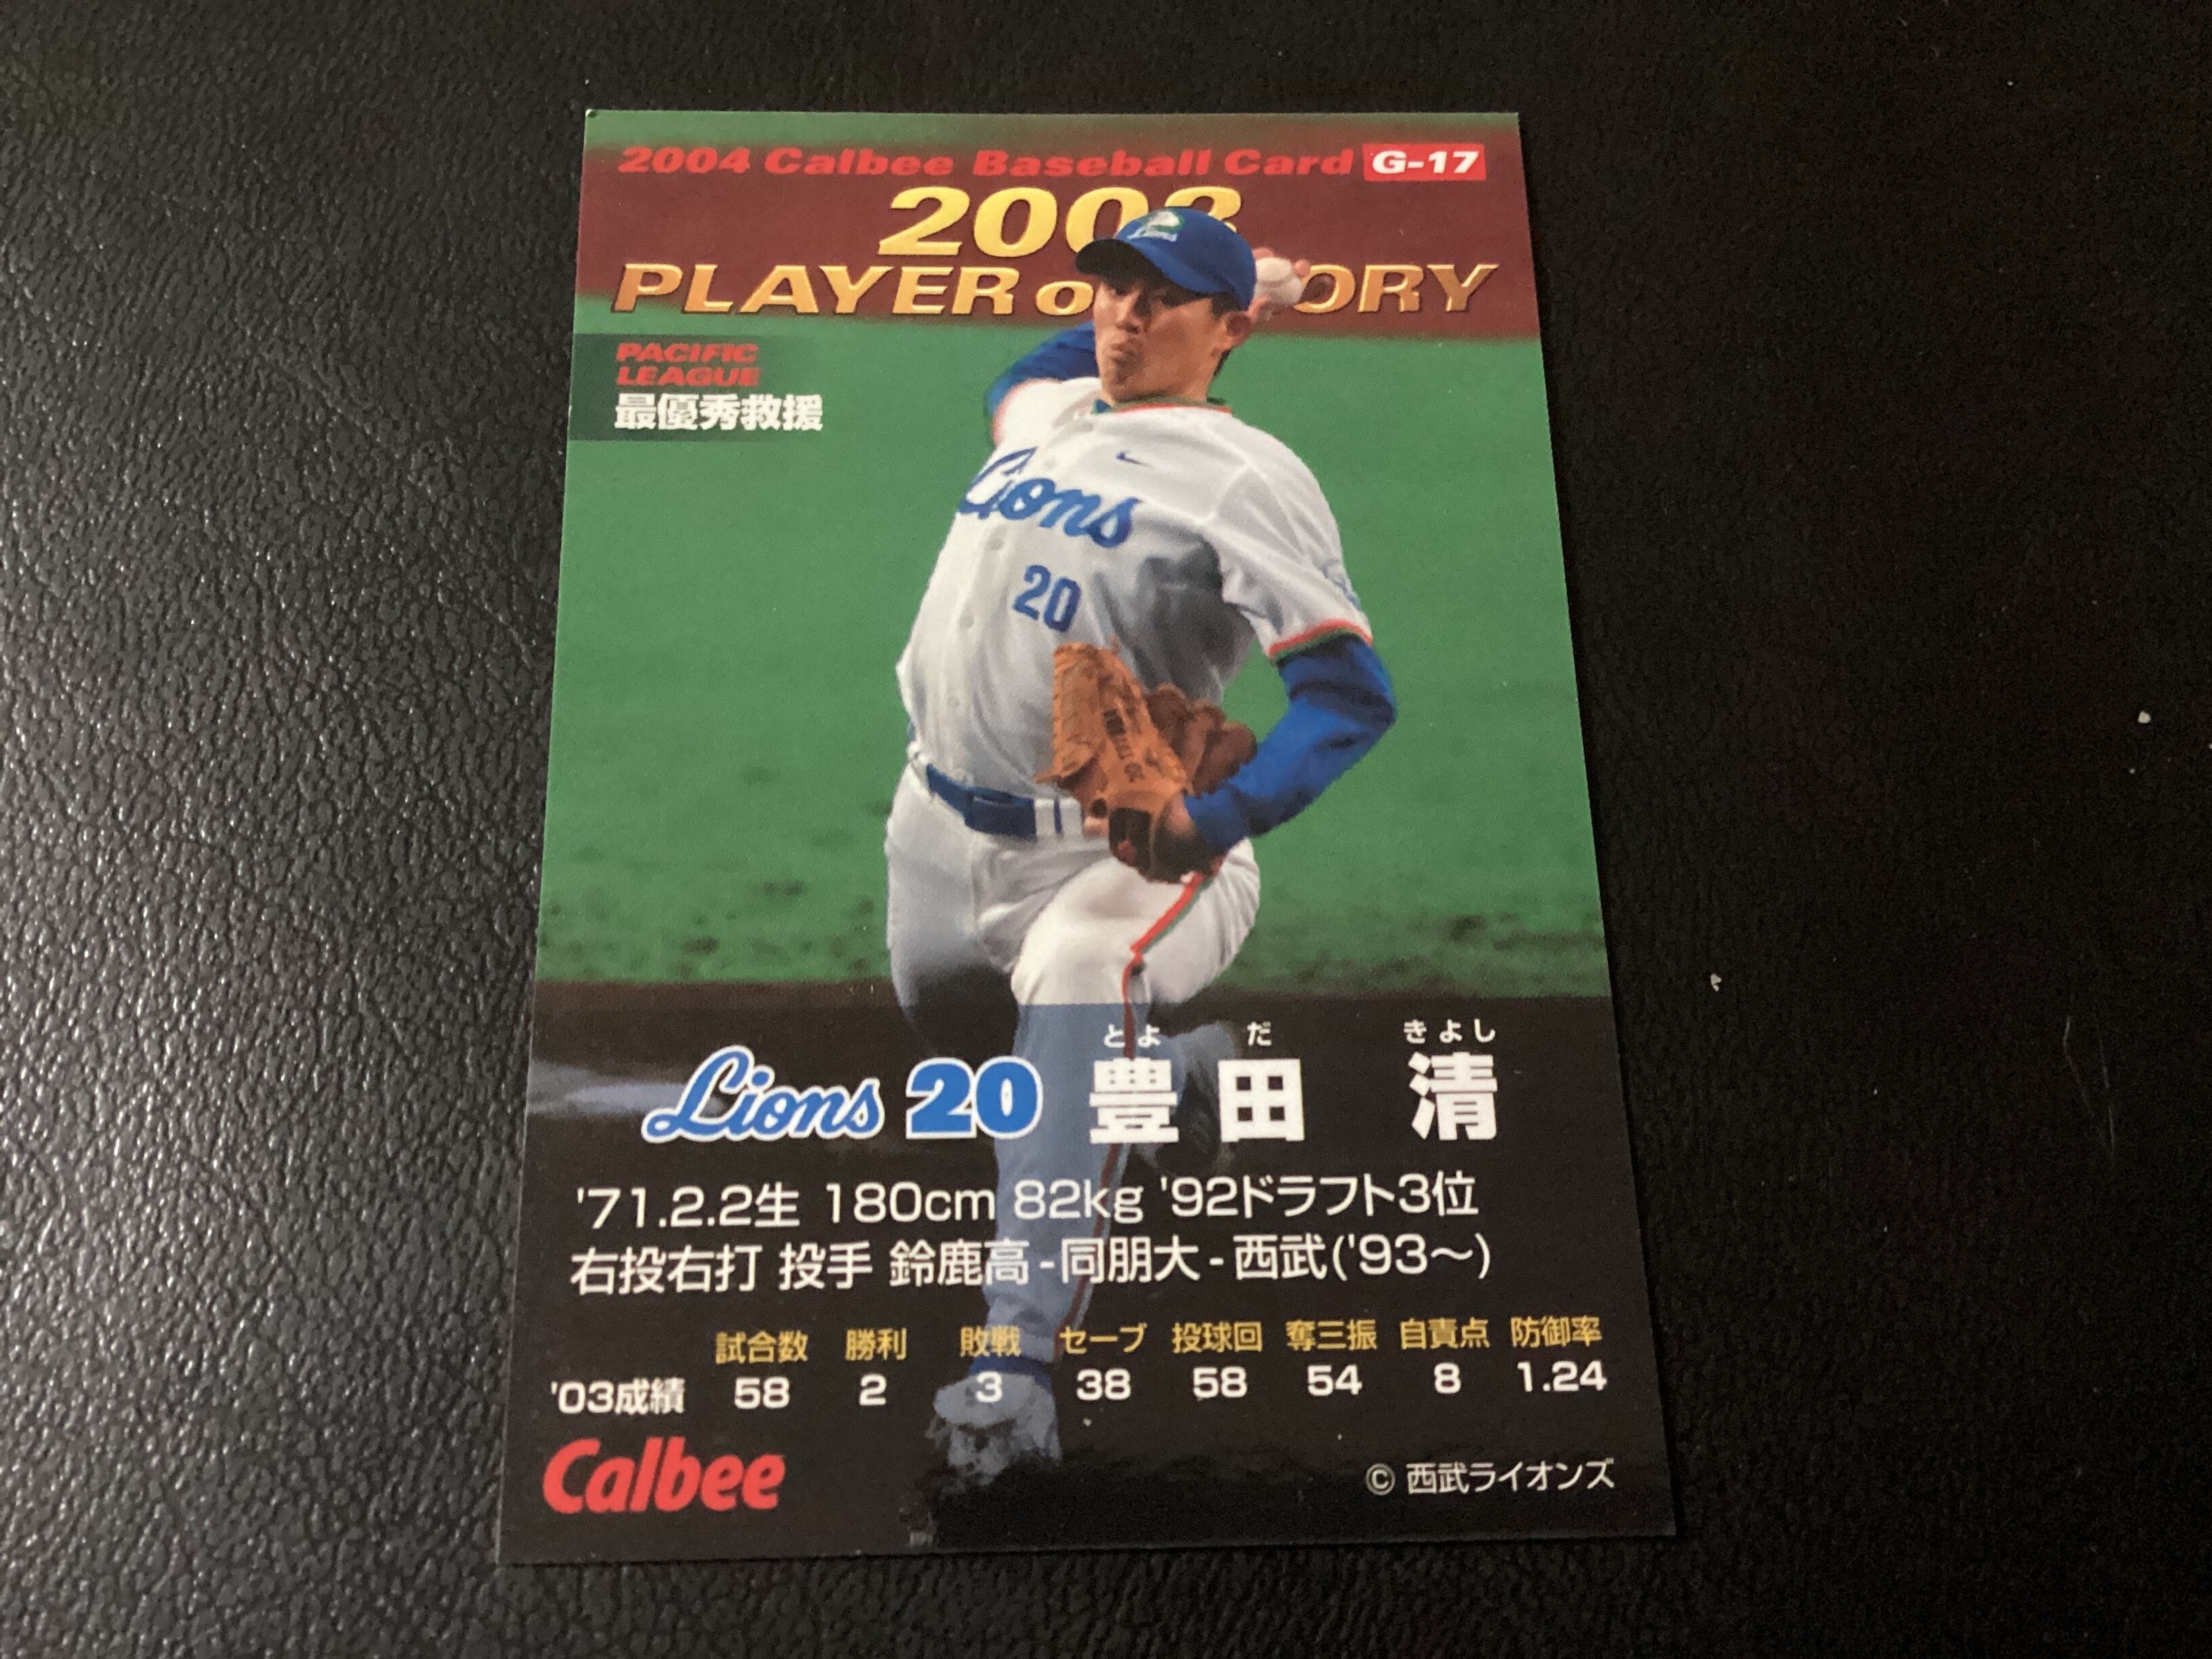 2004 Calbee Baseball Card G-17
2003
PLAYER o ORY
PACIFIC
LEAGUE
最優秀救援
Lions
Lions
20
とよ だ きよし
Lions 20 豊田 清
'71.2.2生 180cm 82kg '92ドラフト3位
右投右打 投手 鈴鹿高-同朋大-西武('93〜)
試合数 勝利 敗戦 セーブ 投球回 奪三振 自責点 防御率
'03成績 58 2 3 38 58 54 8 1.24
Calbee
© 西武ライオンズ